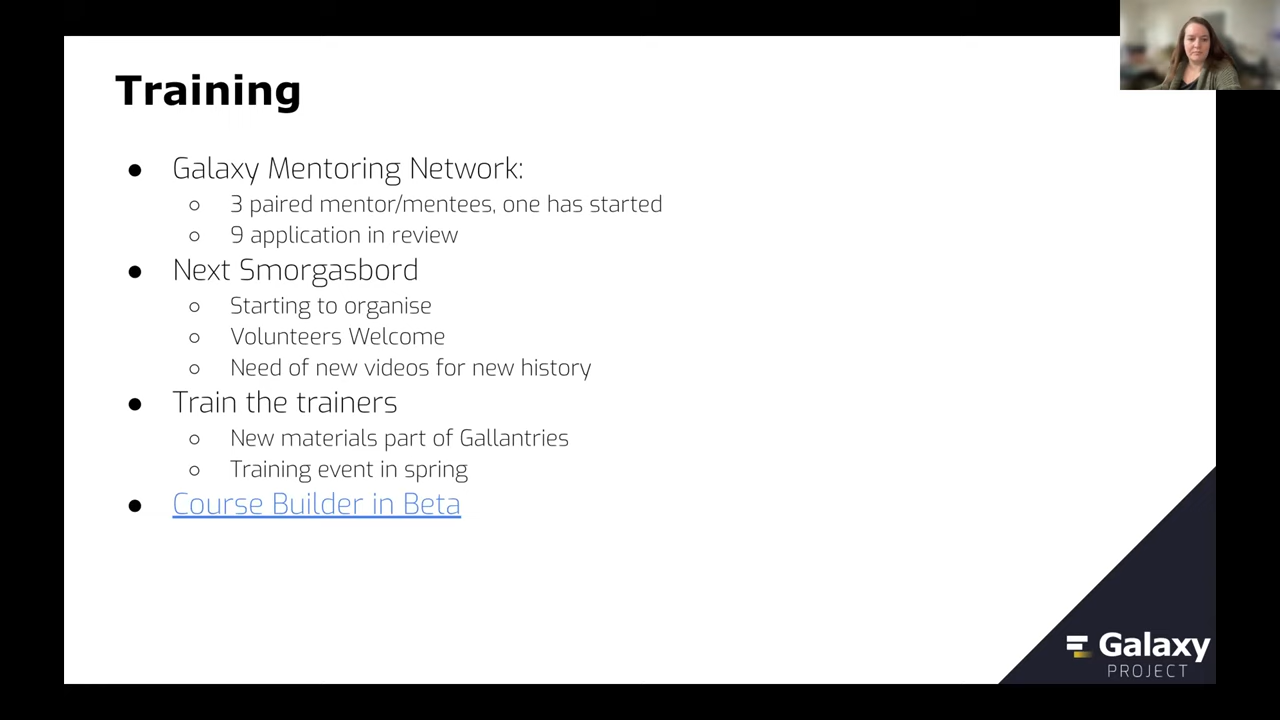 Training
● Galaxy Mentoring Network:
○ 3 paired mentor/mentees, one has started
○ 9 application in review
● Next Smorgasbord
○ Starting to organise
○ Volunteers Welcome
○ Need of new videos for new history
● Train the trainers
○ New materials part of Gallantries
○ Training event in spring
● Course Builder in Beta
Galaxy
PROJECT